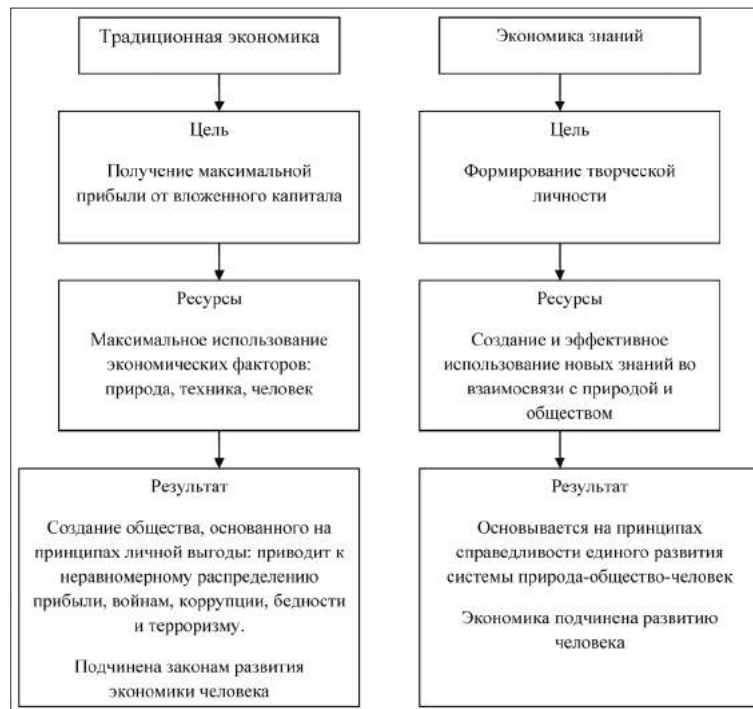 Традиционная экономика
Цель
Получение максимальной
прибыли от вложенного капитала
Ресурсы
Максимальное использование
экономических факторов:
природа, техника, человек
Результат
Создание общества, основанного на
принципах личной выгоды: приводит к
неравномерному распределению
прибыли, войнам, коррупции, бедности
и терроризму.
Подчинена законам развития
экономики человека
Экономика знаний
Цель
Формирование творческой
личности
Ресурсы
Создание и эффективное
использование новых знаний во
взаимосвязи с природой и
обществом
Результат
Основывается на принципах
справедливости единого развития
системы природа-общество-человек
Экономика подчинена развитию
человека